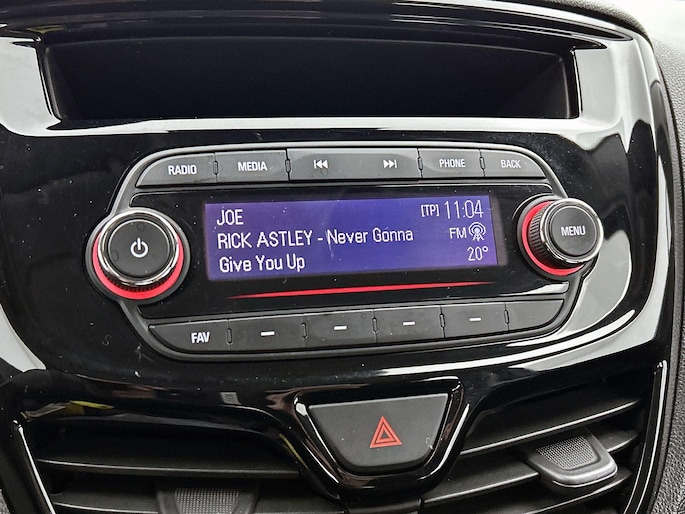 RADIO MEDIA PHONE BACK
JOE [TP] 11:04
RICK ASTLEY - Never Gonna FM
Give You Up 20°
MENU
FAV